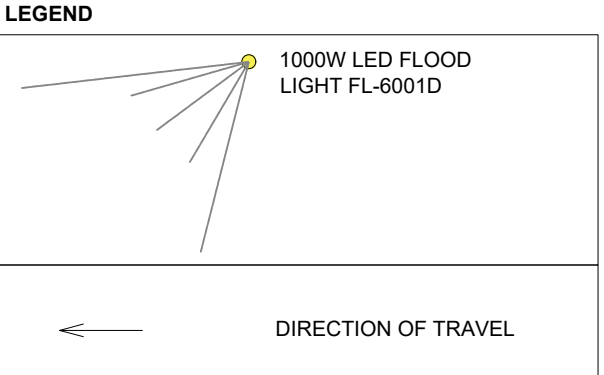 LEGEND
1000W LED FLOOD
LIGHT FL-6001D
DIRECTION OF TRAVEL